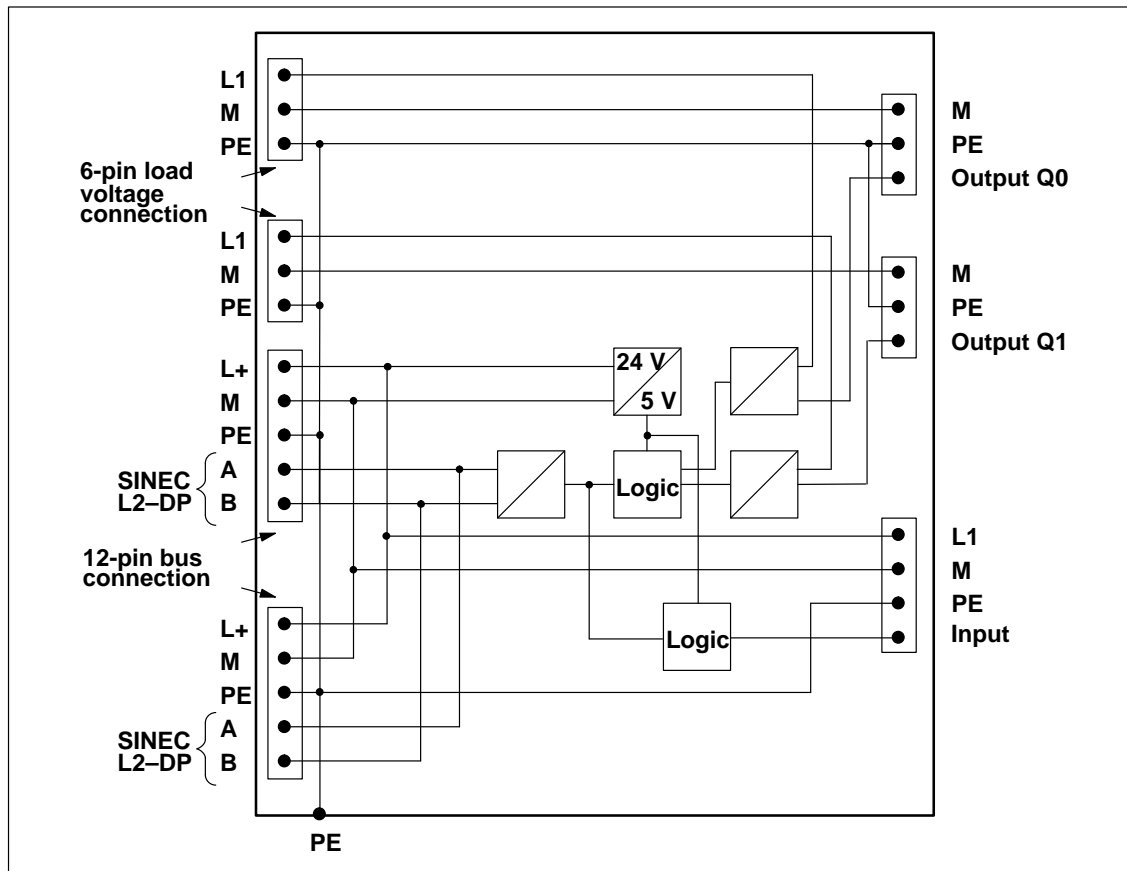 L1
M
PE
6-pin load
voltage
connection
L1
M
PE
L+
M
PE
SINEC
L2–DP
A
B
12-pin bus
connection
L+
M
PE
SINEC
L2–DP
A
B
PE
24 V
5 V
Logic
Logic
M
PE
Output Q0
M
PE
Output Q1
L1
M
PE
Input